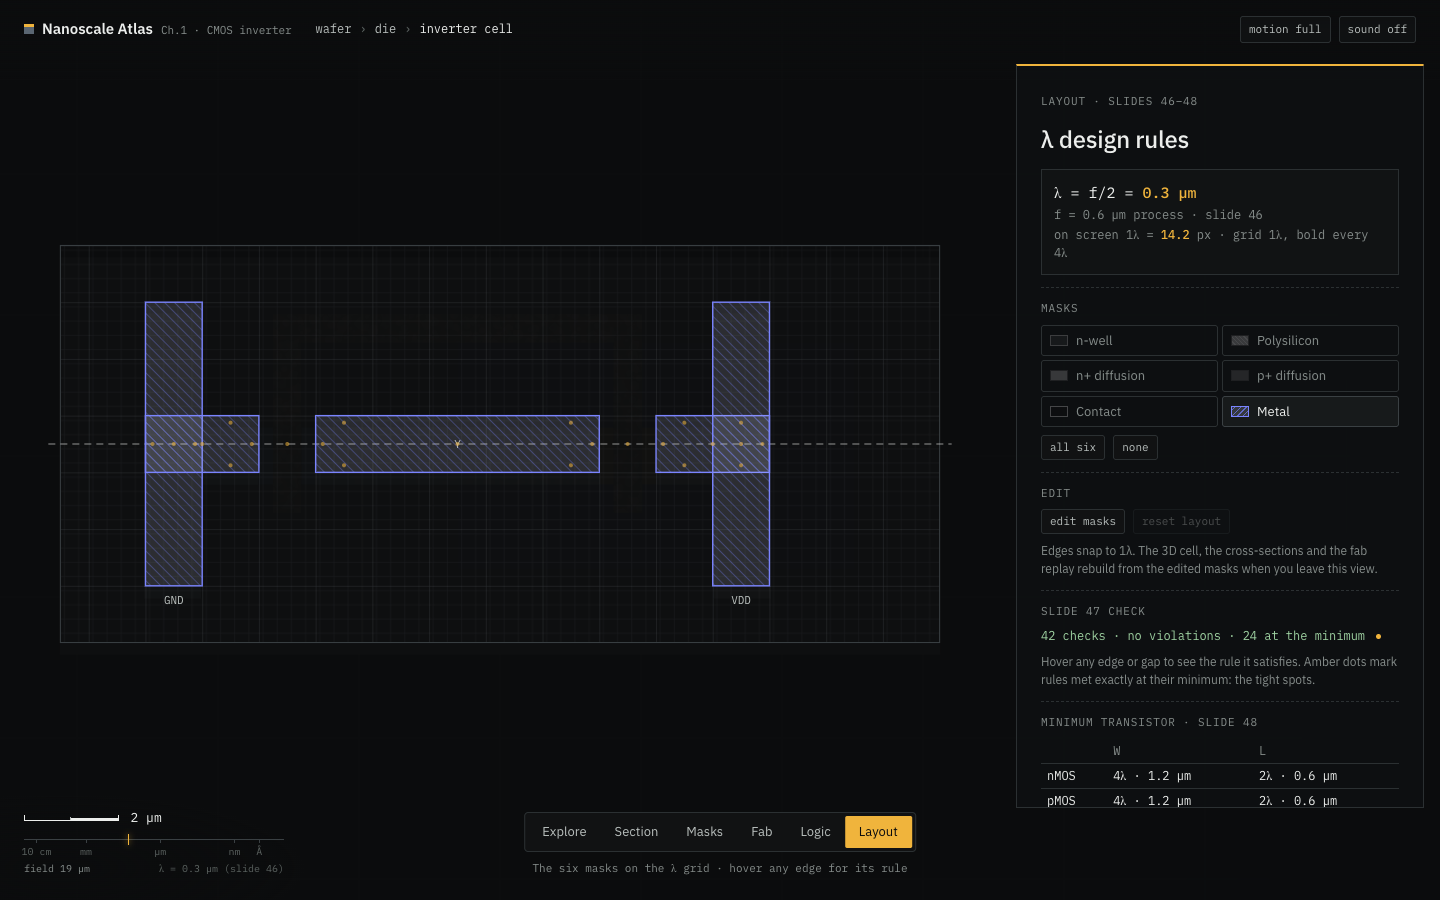 Nanoscale Atlas Ch.1 · CMOS inverter wafer › die › inverter cell
motion full sound off
LAYOUT · SLIDES 46–48
λ design rules
λ = f/2 = 0.3 µm
f = 0.6 µm process · slide 46
on screen 1λ = 14.2 px · grid 1λ, bold every
4λ
MASKS
n-well Polysilicon
n+ diffusion p+ diffusion
Contact Metal
all six none
EDIT
edit masks reset layout
Edges snap to 1λ. The 3D cell, the cross-sections and the fab
replay rebuild from the edited masks when you leave this view.
SLIDE 47 CHECK
42 checks · no violations · 24 at the minimum
Hover any edge or gap to see the rule it satisfies. Amber dots mark
rules met exactly at their minimum: the tight spots.
MINIMUM TRANSISTOR · SLIDE 48
W L
nMOS 4λ · 1.2 µm 2λ · 0.6 µm
pMOS 4λ · 1.2 µm 2λ · 0.6 µm
Y
GND VDD
2 µm
10 cm mm µm nm Å
field 19 µm λ = 0.3 µm (slide 46)
Explore Section Masks Fab Logic Layout
The six masks on the λ grid · hover any edge for its rule